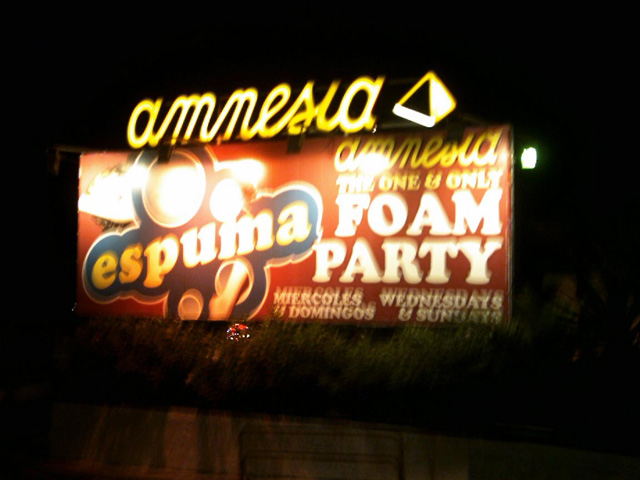 amnesia
amnesia
THE ONE & ONLY
FOAM
PARTY
espuma
MIERCOLES WEDNESDAYS
& DOMINGOS & SUNDAYS